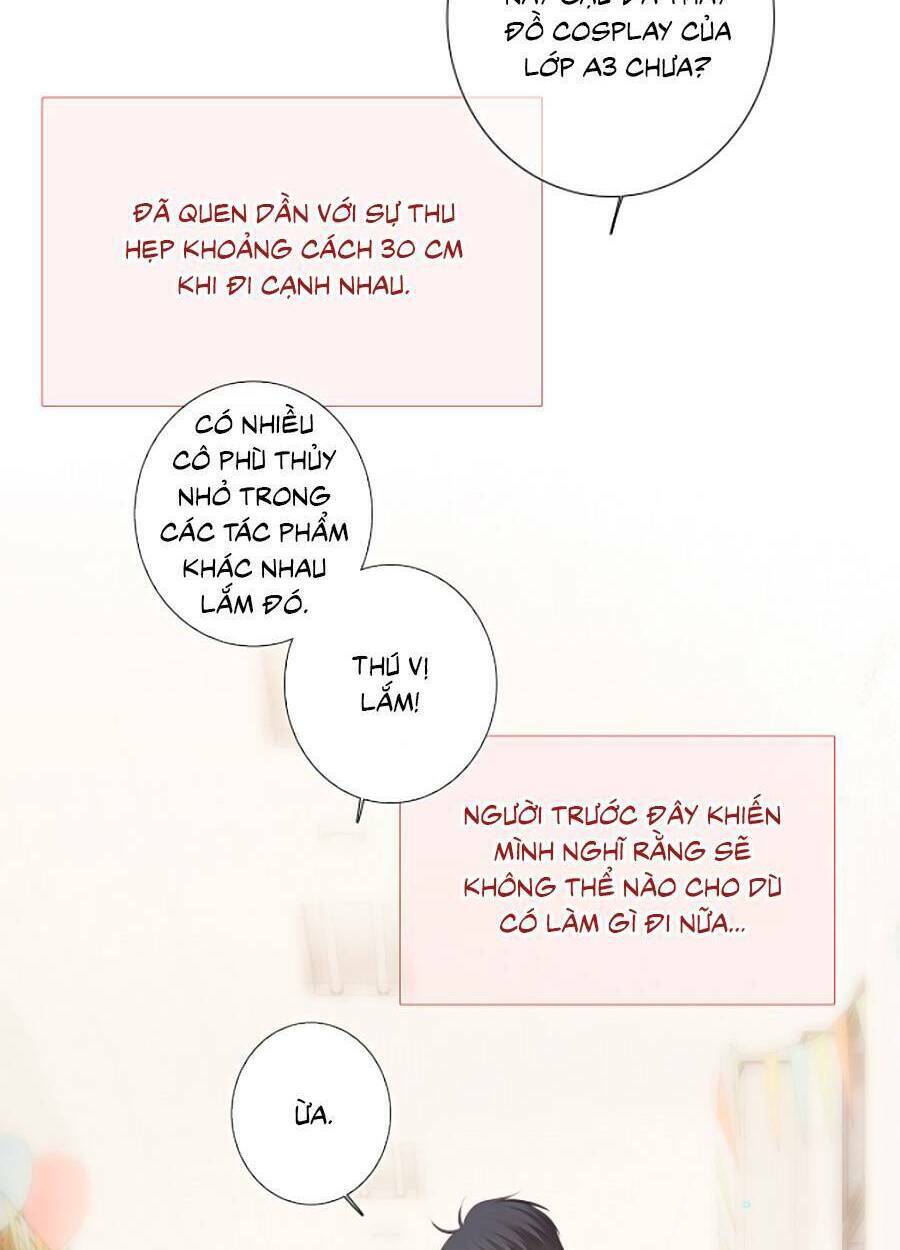 ĐỒ COSPLAY CỦA
LỚP A3 CHƯA?
ĐÃ QUEN DẦN VỚI SỰ THU
HẸP KHOẢNG CÁCH 30 CM
KHI ĐI CẠNH NHAU.
CÓ NHIỀU
CÔ PHÙ THỦY
NHỎ TRONG
CÁC TÁC PHẨM
KHÁC NHAU
LẮM ĐÓ.
THÚ VỊ
LẮM!
NGƯỜI TRƯỚC ĐÂY KHIẾN
MÌNH NGHĨ RẰNG SẼ
KHÔNG THỂ NÀO CHO DÙ
CÓ LÀM GÌ ĐI NỮA...
ỪA.